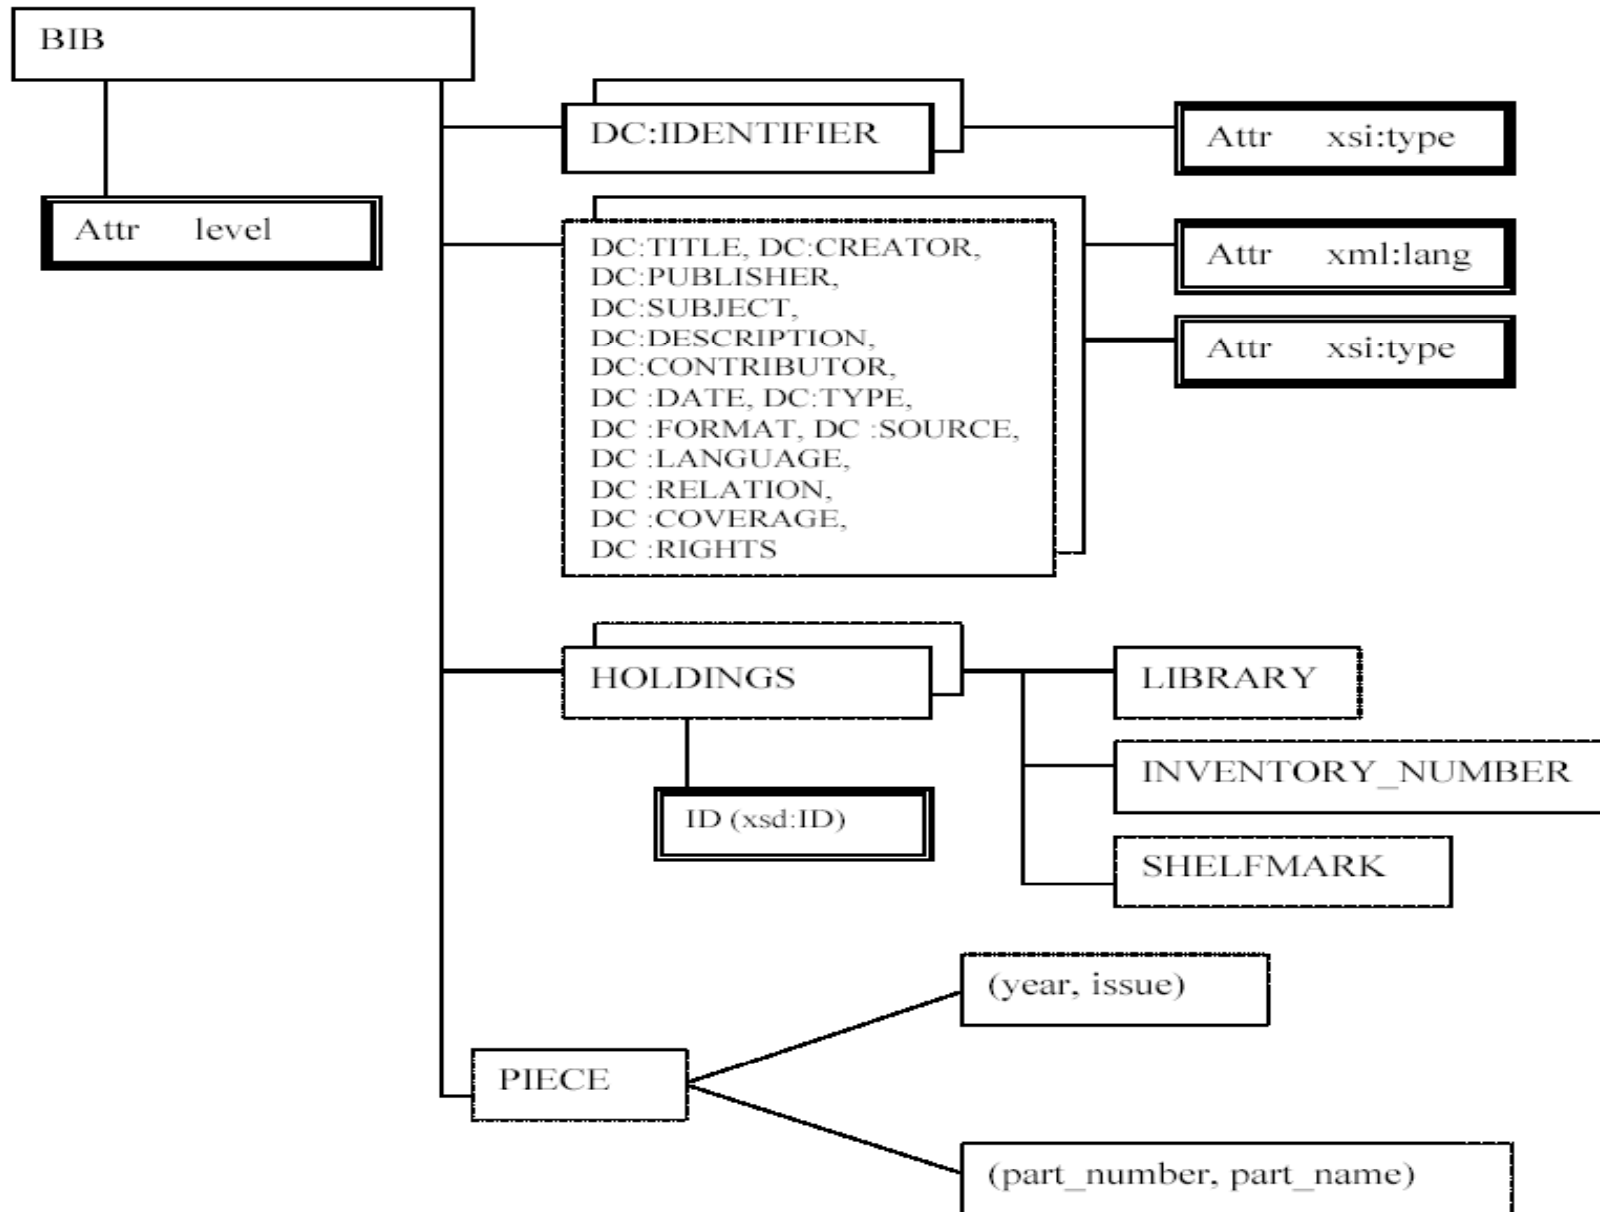 BIB
Attr level
DC:IDENTIFIER
Attr xsi:type
DC:TITLE, DC:CREATOR,
DC:PUBLISHER,
DC:SUBJECT,
DC:DESCRIPTION,
DC:CONTRIBUTOR,
DC :DATE, DC:TYPE,
DC :FORMAT, DC :SOURCE,
DC :LANGUAGE,
DC :RELATION,
DC :COVERAGE,
DC :RIGHTS
Attr xml:lang
Attr xsi:type
HOLDINGS
ID (xsd:ID)
LIBRARY
INVENTORY_NUMBER
SHELFMARK
PIECE
(year, issue)
(part_number, part_name)